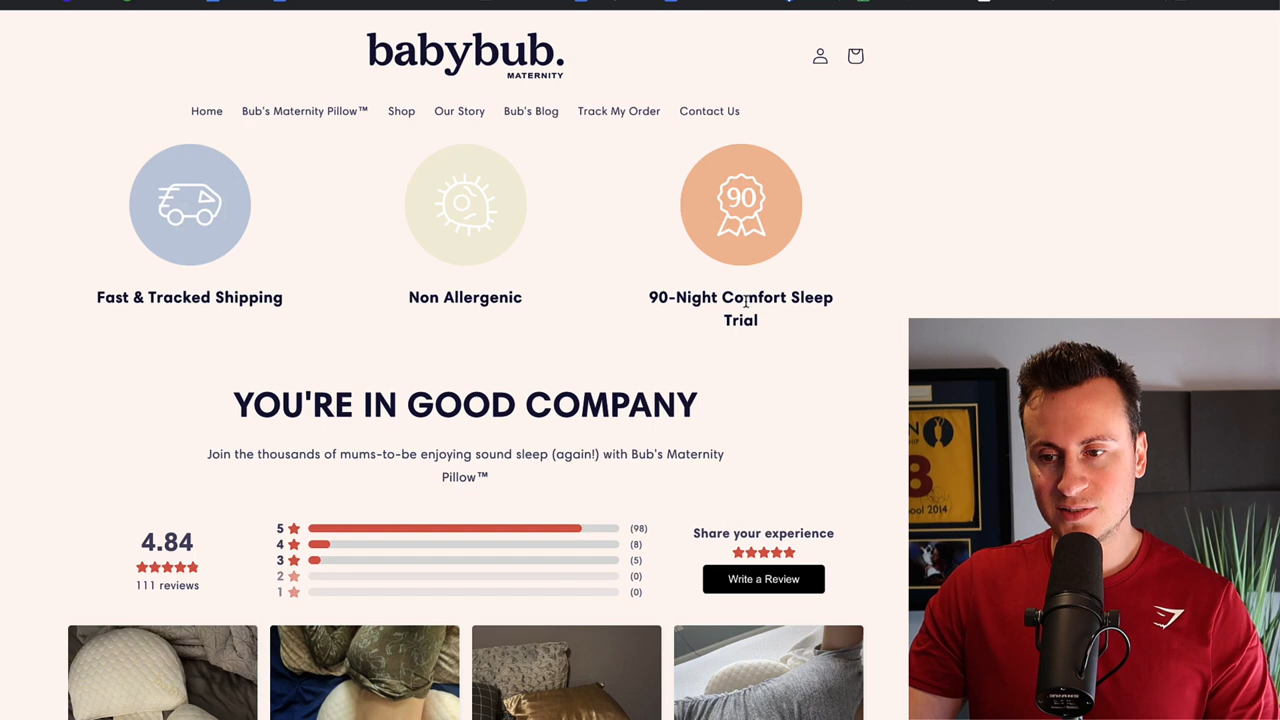 babybub.
MATERNITY
Home Bub's Maternity Pillow™ Shop Our Story Bub's Blog Track My Order Contact Us
90
Fast & Tracked Shipping
Non Allergenic
90-Night Comfort Sleep
Trial
YOU'RE IN GOOD COMPANY
Join the thousands of mums-to-be enjoying sound sleep (again!) with Bub's Maternity
Pillow™
4.84
111 reviews
5 (98)
4 (8)
3 (5)
2 (0)
1 (0)
Share your experience
Write a Review
8
ool 2014